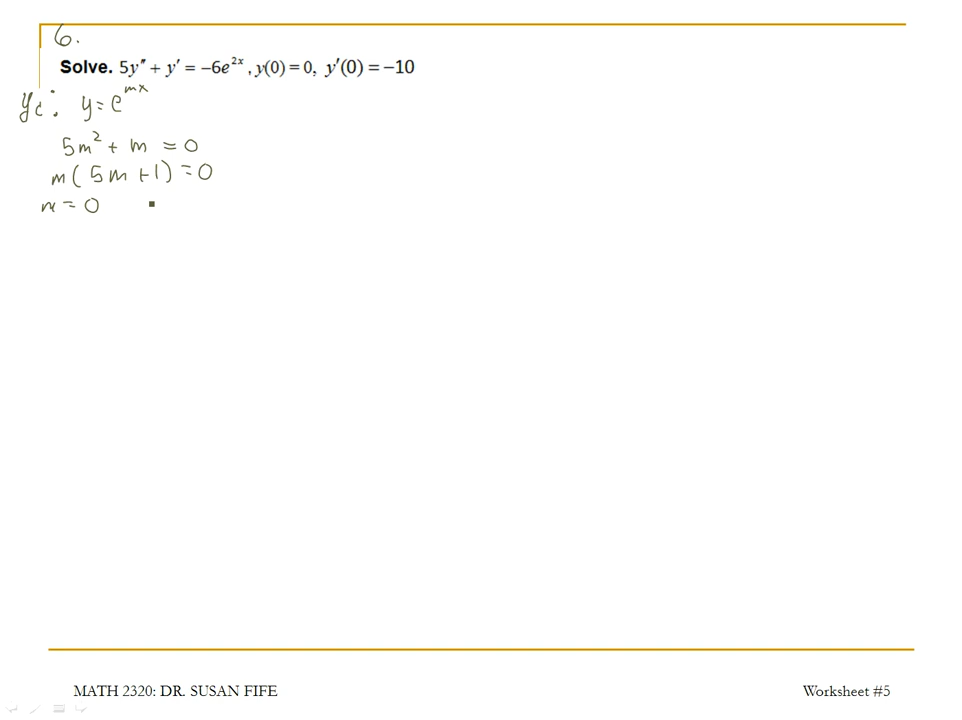 6.
Solve. 5y″ + y′ = −6e^{2x}, y(0) = 0, y′(0) = −10
yc: y = e^{mx}
5m² + m = 0
m(5m + 1) = 0
m = 0
MATH 2320: DR. SUSAN FIFE
Worksheet #5